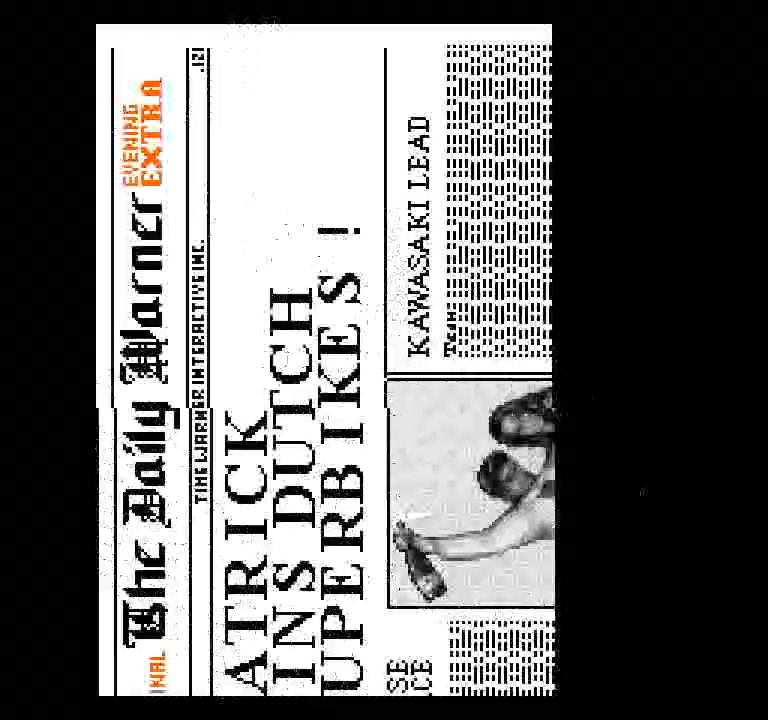 The Daily Warner
EVENING
EXTRA
TIME WARNER INTERACTIVE INC.
ATRICK
INS DUTCH
UPERBIKES !
KAWASAKI LEAD